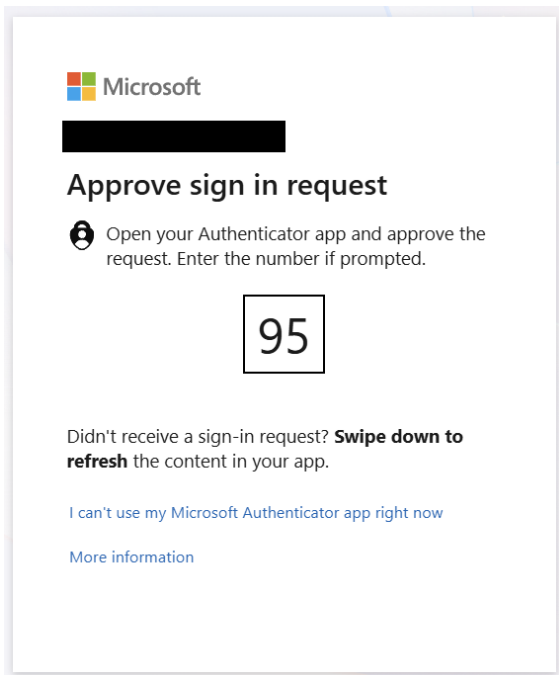 Microsoft
Approve sign in request
Open your Authenticator app and approve the
request. Enter the number if prompted.
95
Didn't receive a sign-in request? Swipe down to
refresh the content in your app.
I can't use my Microsoft Authenticator app right now
More information